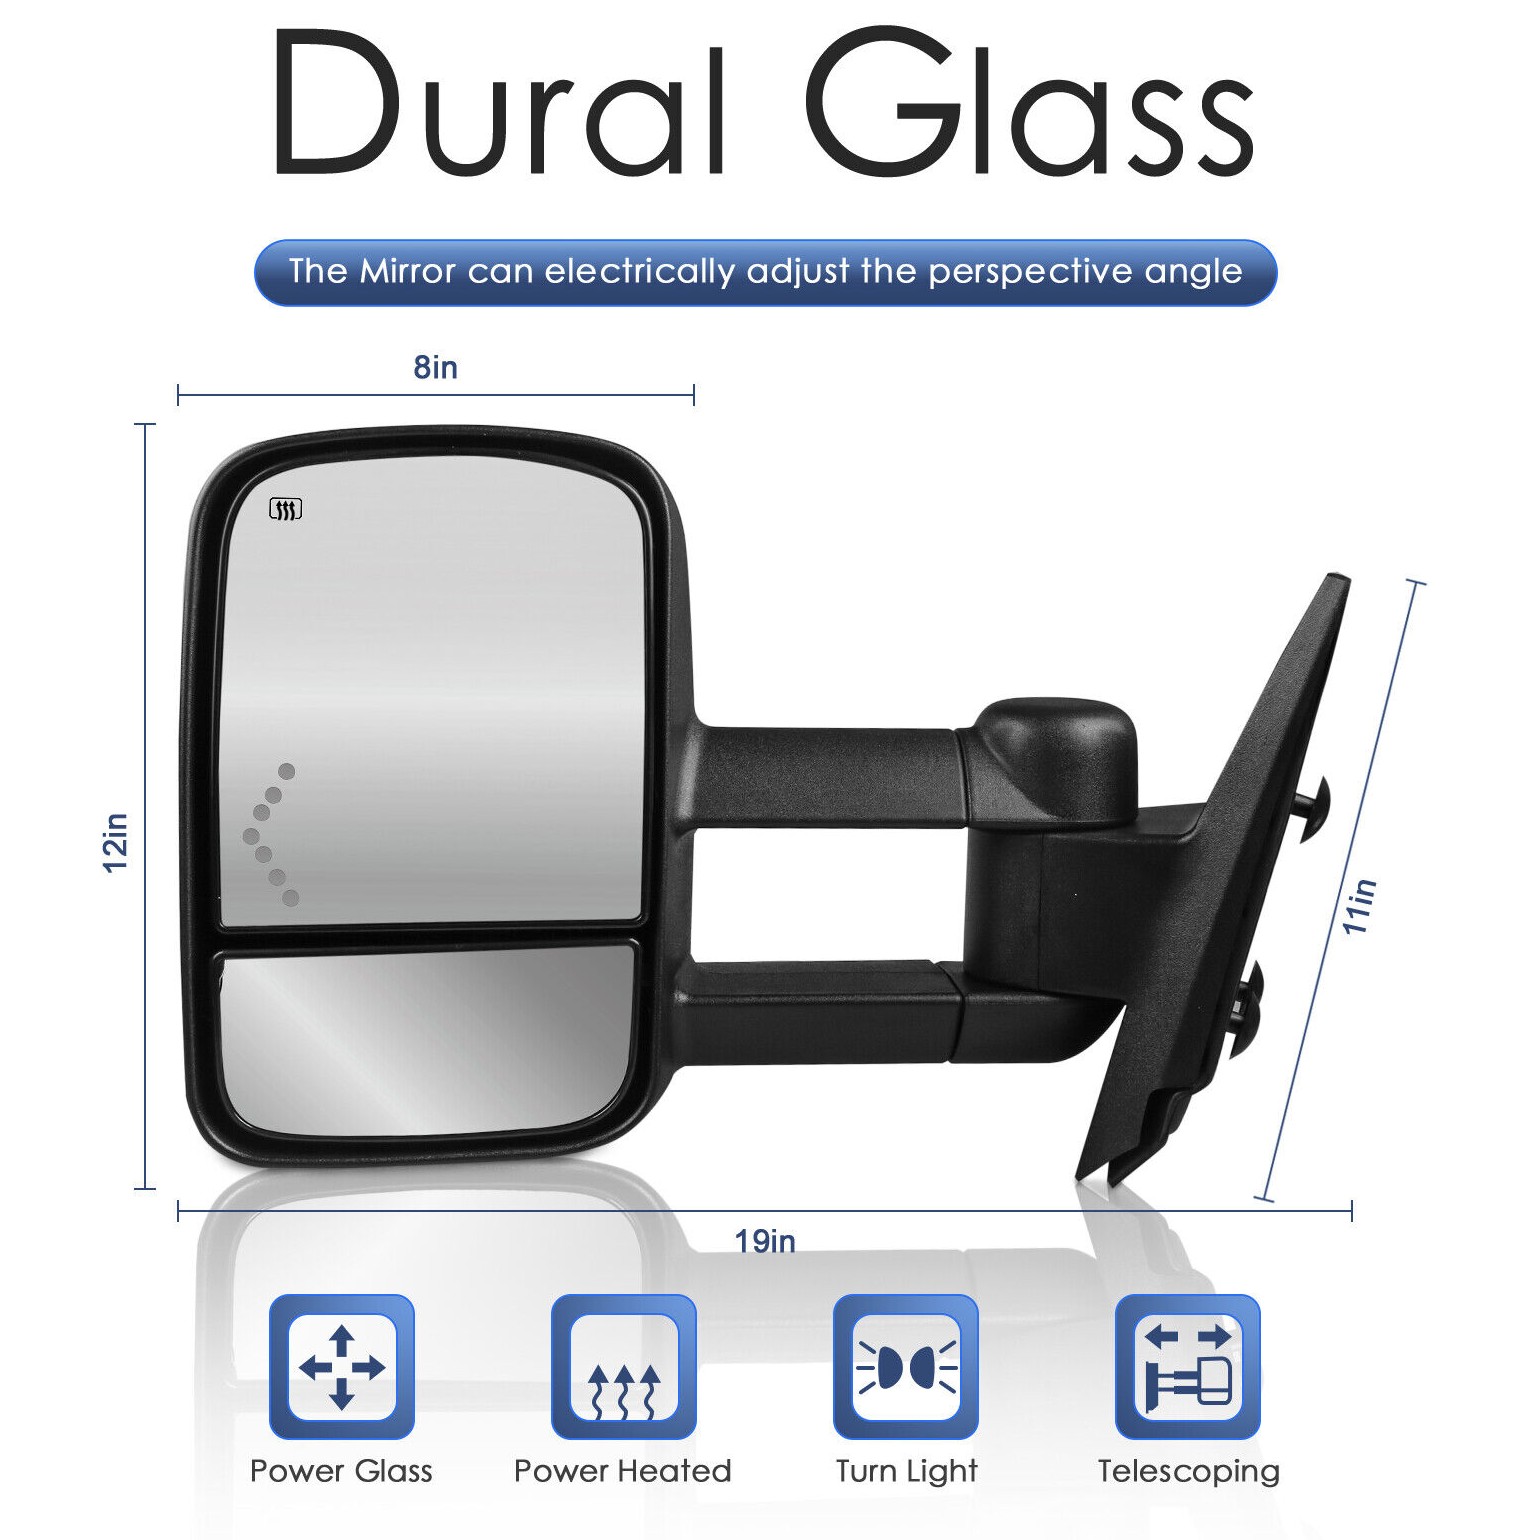 Dural Glass
The Mirror can electrically adjust the perspective angle
8in
12in
11in
19in
Power Glass
Power Heated
Turn Light
Telescoping